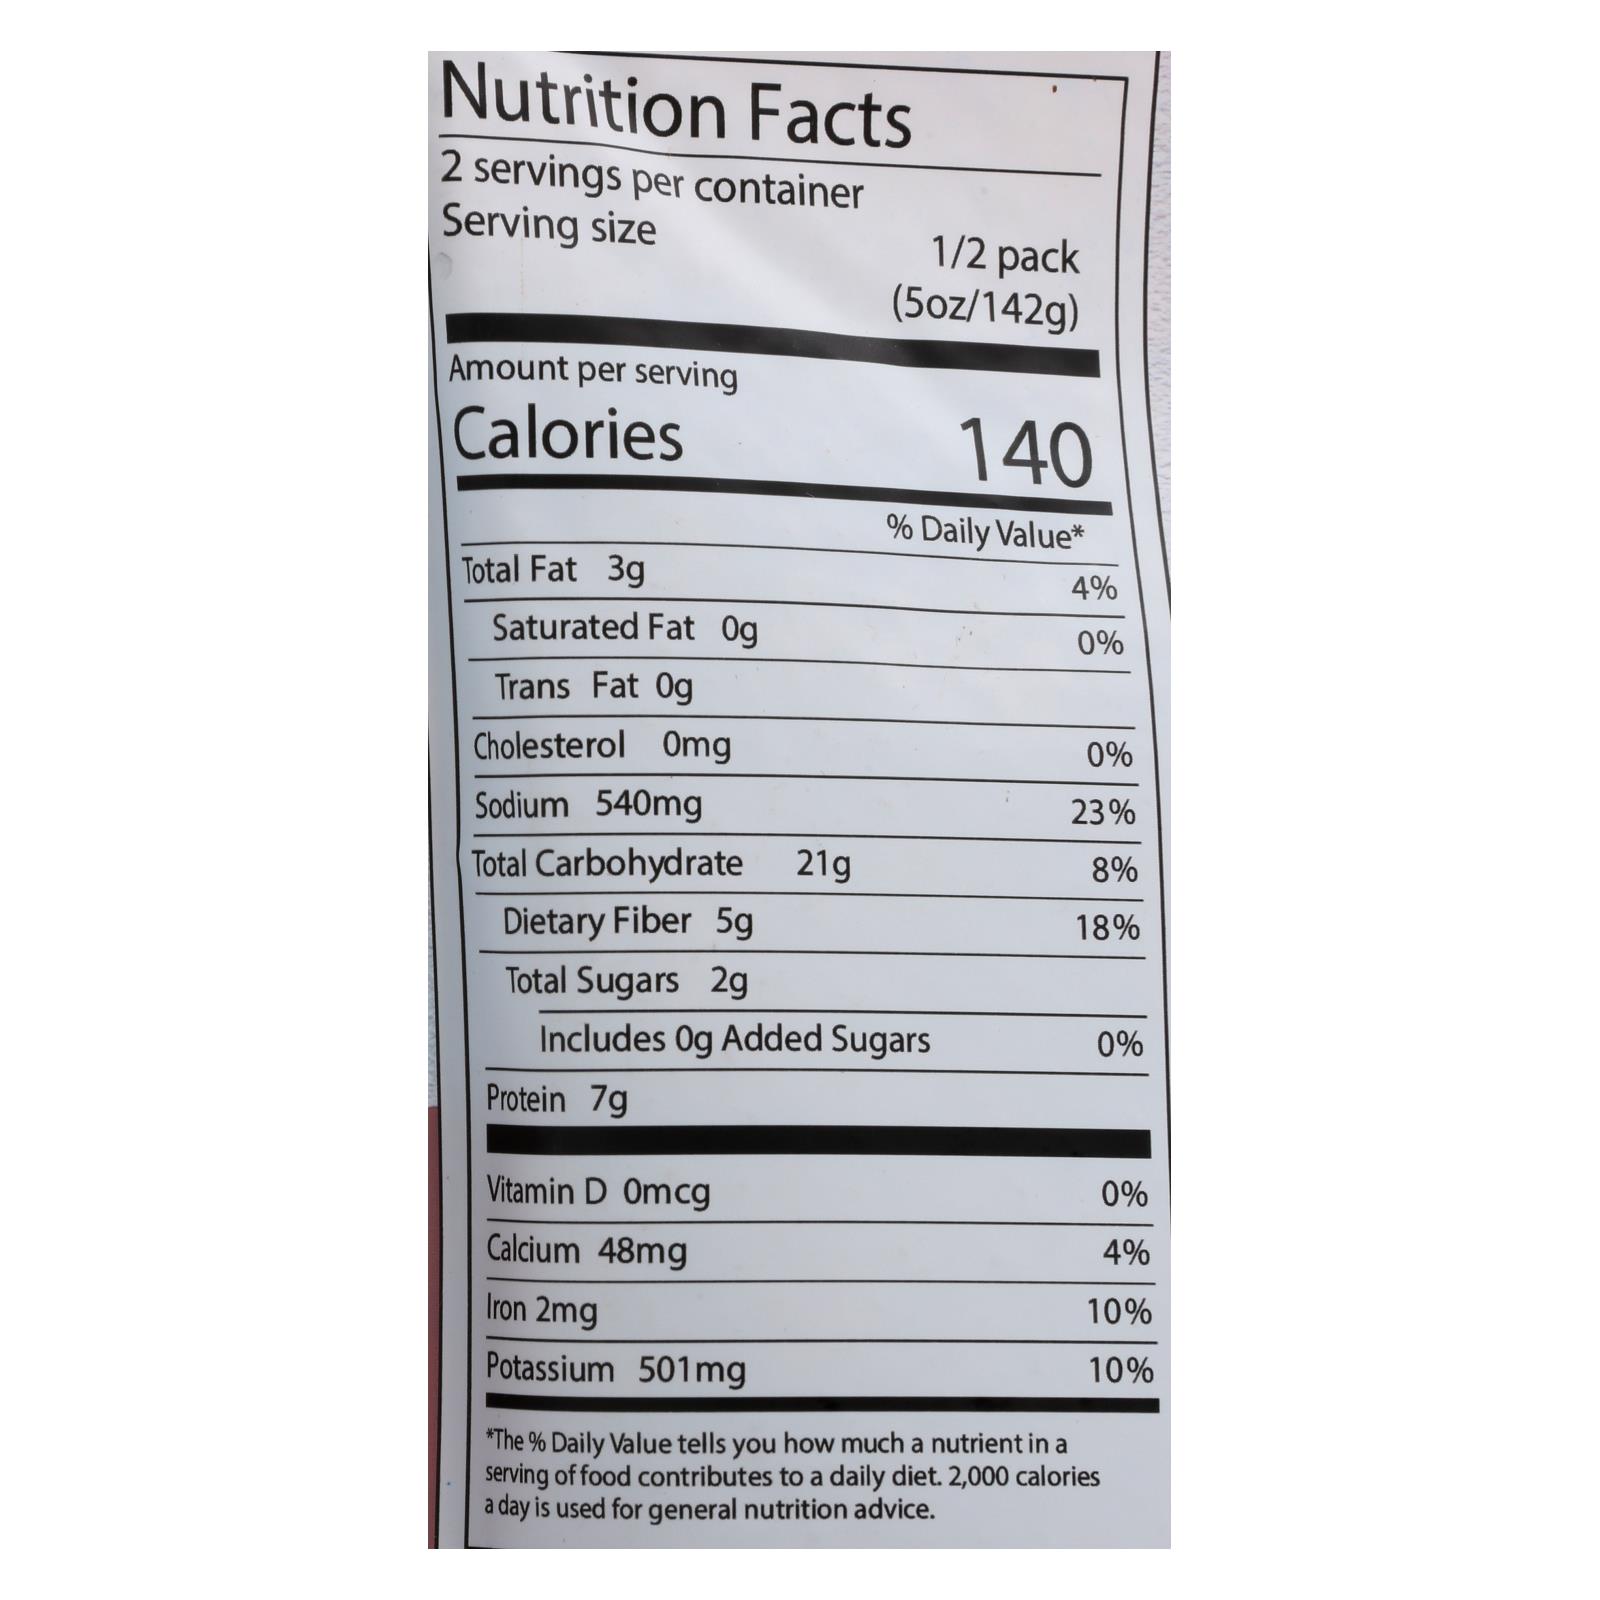 Nutrition Facts
2 servings per container
Serving size
1/2 pack
(5oz/142g)
Amount per serving
Calories 140
% Daily Value*
Total Fat 3g 4%
Saturated Fat 0g 0%
Trans Fat 0g
Cholesterol 0mg 0%
Sodium 540mg 23%
Total Carbohydrate 21g 8%
Dietary Fiber 5g 18%
Total Sugars 2g
Includes 0g Added Sugars 0%
Protein 7g
Vitamin D 0mcg 0%
Calcium 48mg 4%
Iron 2mg 10%
Potassium 501mg 10%
*The % Daily Value tells you how much a nutrient in a
serving of food contributes to a daily diet. 2,000 calories
a day is used for general nutrition advice.